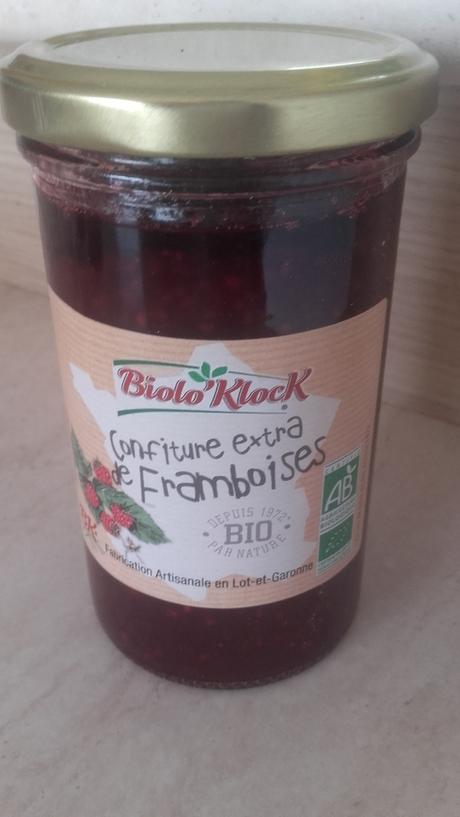 Biolo'KlocK
Confiture extra
de Framboises
DEPUIS 1972
BIO
PAR NATURE
Fabrication Artisanale en Lot-et-Garonne
AB